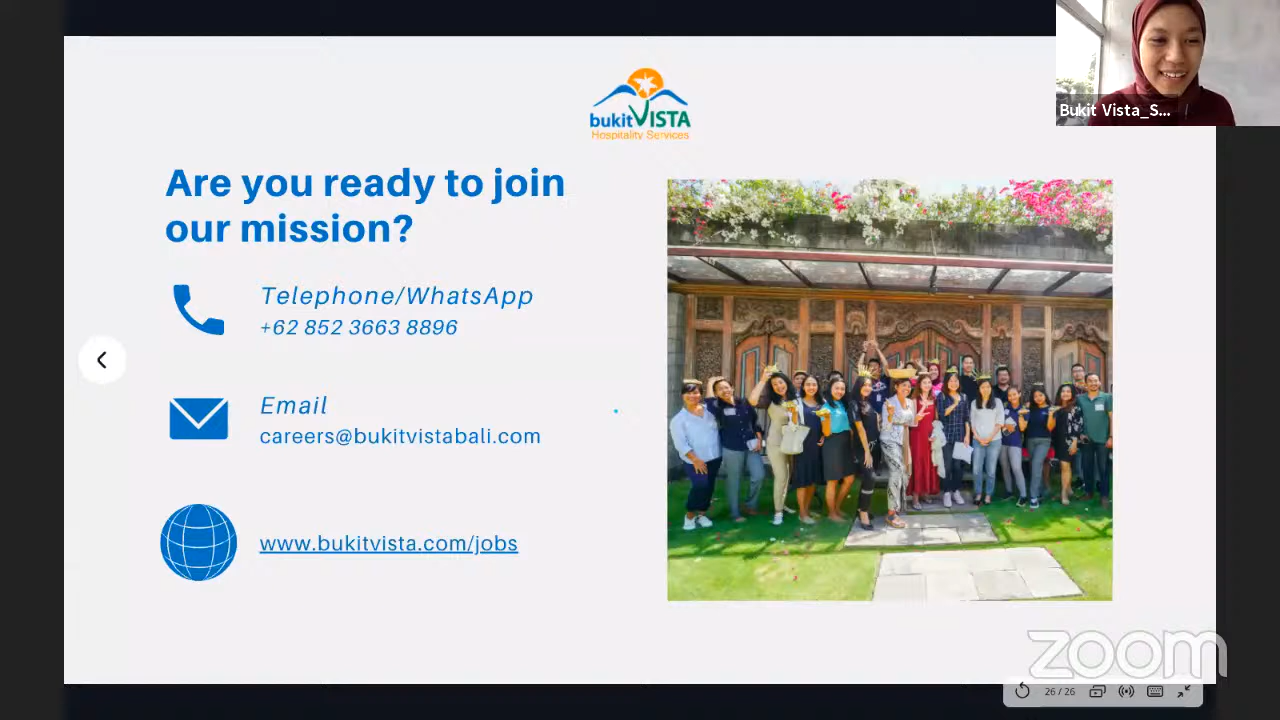 bukitVISTA
Hospitality Services
Bukit Vista_S...
Are you ready to join
our mission?
Telephone/WhatsApp
+62 852 3663 8896
Email
careers@bukitvistabali.com
www.bukitvista.com/jobs
zoom
26 / 26